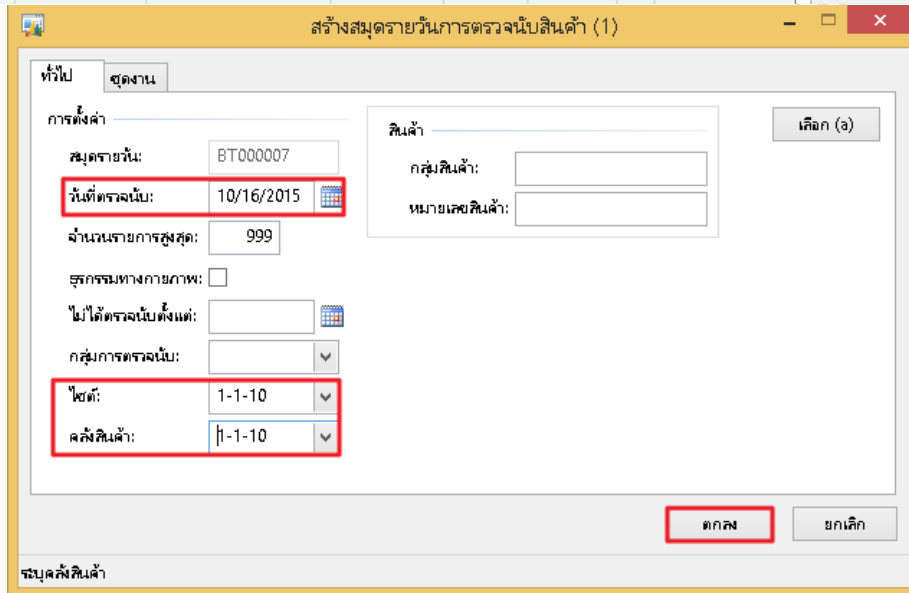 สร้างสมุดรายวันการตรวจนับสินค้า (1)
ทั่วไป
ชุดงาน
การตั้งค่า
สมุดรายวัน: BT000007
วันที่ตรวจนับ: 10/16/2015
จำนวนรายการสูงสุด: 999
ธุรกรรมทางกายภาพ:
ไม่ได้ตรวจนับตั้งแต่:
กลุ่มการตรวจนับ:
ไซต์: 1-1-10
คลังสินค้า: 1-1-10
สินค้า
กลุ่มสินค้า:
หมายเลขสินค้า:
เลือก (a)
ตกลง
ยกเลิก
ระบุคลังสินค้า